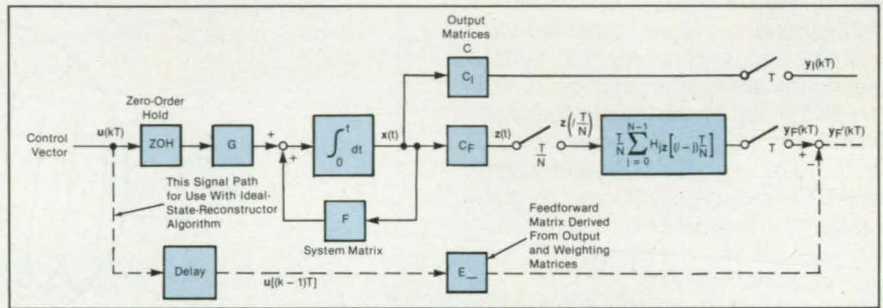 Output
Matrices
C
C_I
T
y_I(kT)
Zero-Order
Hold
Control
Vector
u(kT)
ZOH
G
+
+
∫_0^t dt
x(t)
C_F
z(t)
T/N
z(i T/N)
T/N Σ_{j = 0}^{N−1} H_j z[(i − j) T/N]
T
y_F(kT)
y_F'(kT)
+
−
This Signal Path
for Use With Ideal-
State-Reconstructor
Algorithm
F
System Matrix
Feedforward
Matrix Derived
From Output
and Weighting
Matrices
Delay
u[(k − 1)T]
E_